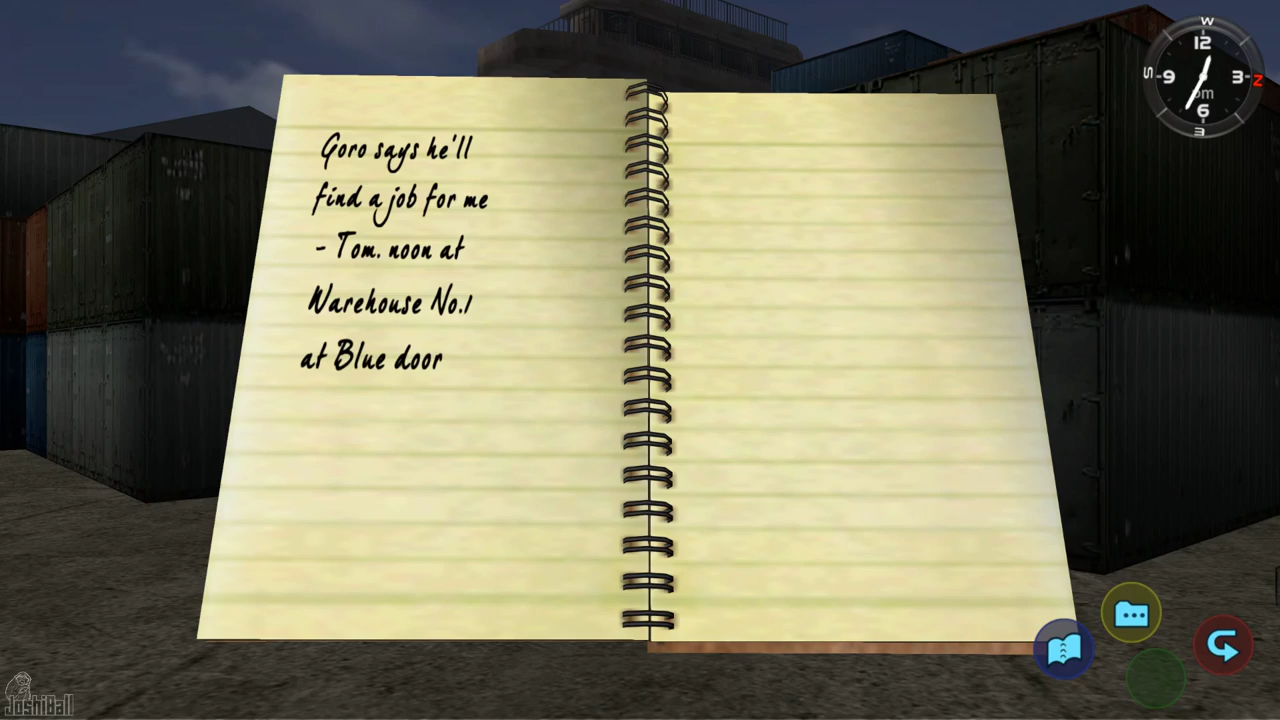 Goro says he'll
find a job for me
- Tom. noon at
Warehouse No.1
at Blue door
W
12
S
9
3
N
pm
6
E
JoshiBall